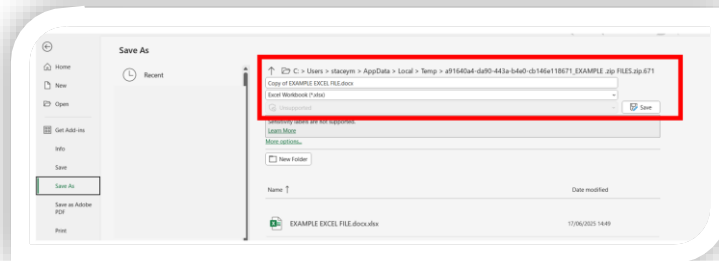 Save As
Home
New
Open
Get Add-ins
Info
Save
Save As
Save as Adobe PDF
Print
Recent
C: > Users > staceym > AppData > Local > Temp > a91640a4-da90-443a-b4e0-cb146e118671_EXAMPLE .zip FILES.zip.671
Copy of EXAMPLE EXCEL FILE.docx
Excel Workbook (*.xlsx)
Unsupported
Save
Sensitivity labels are not supported.
Learn More
More options...
New Folder
Name ↑
Date modified
EXAMPLE EXCEL FILE.docx.xlsx
17/06/2025 14:49